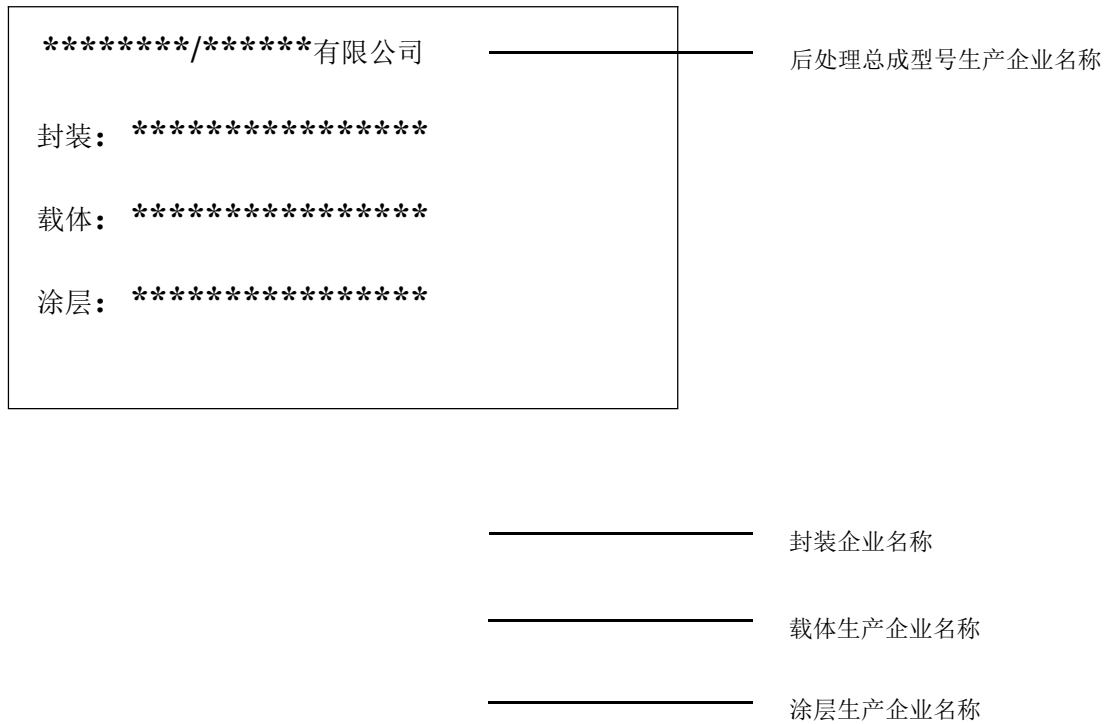 ********/******有限公司 后处理总成型号生产企业名称
封装：****************
载体：****************
涂层：****************
封装企业名称
载体生产企业名称
涂层生产企业名称